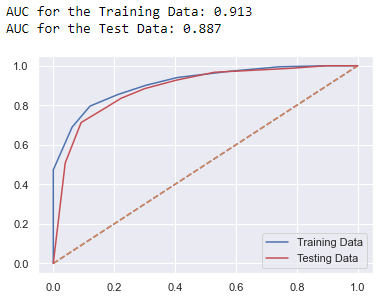 AUC for the Training Data: 0.913
AUC for the Test Data: 0.887
1.0
0.8
0.6
0.4
0.2
0.0
0.0 0.2 0.4 0.6 0.8 1.0
Training Data
Testing Data